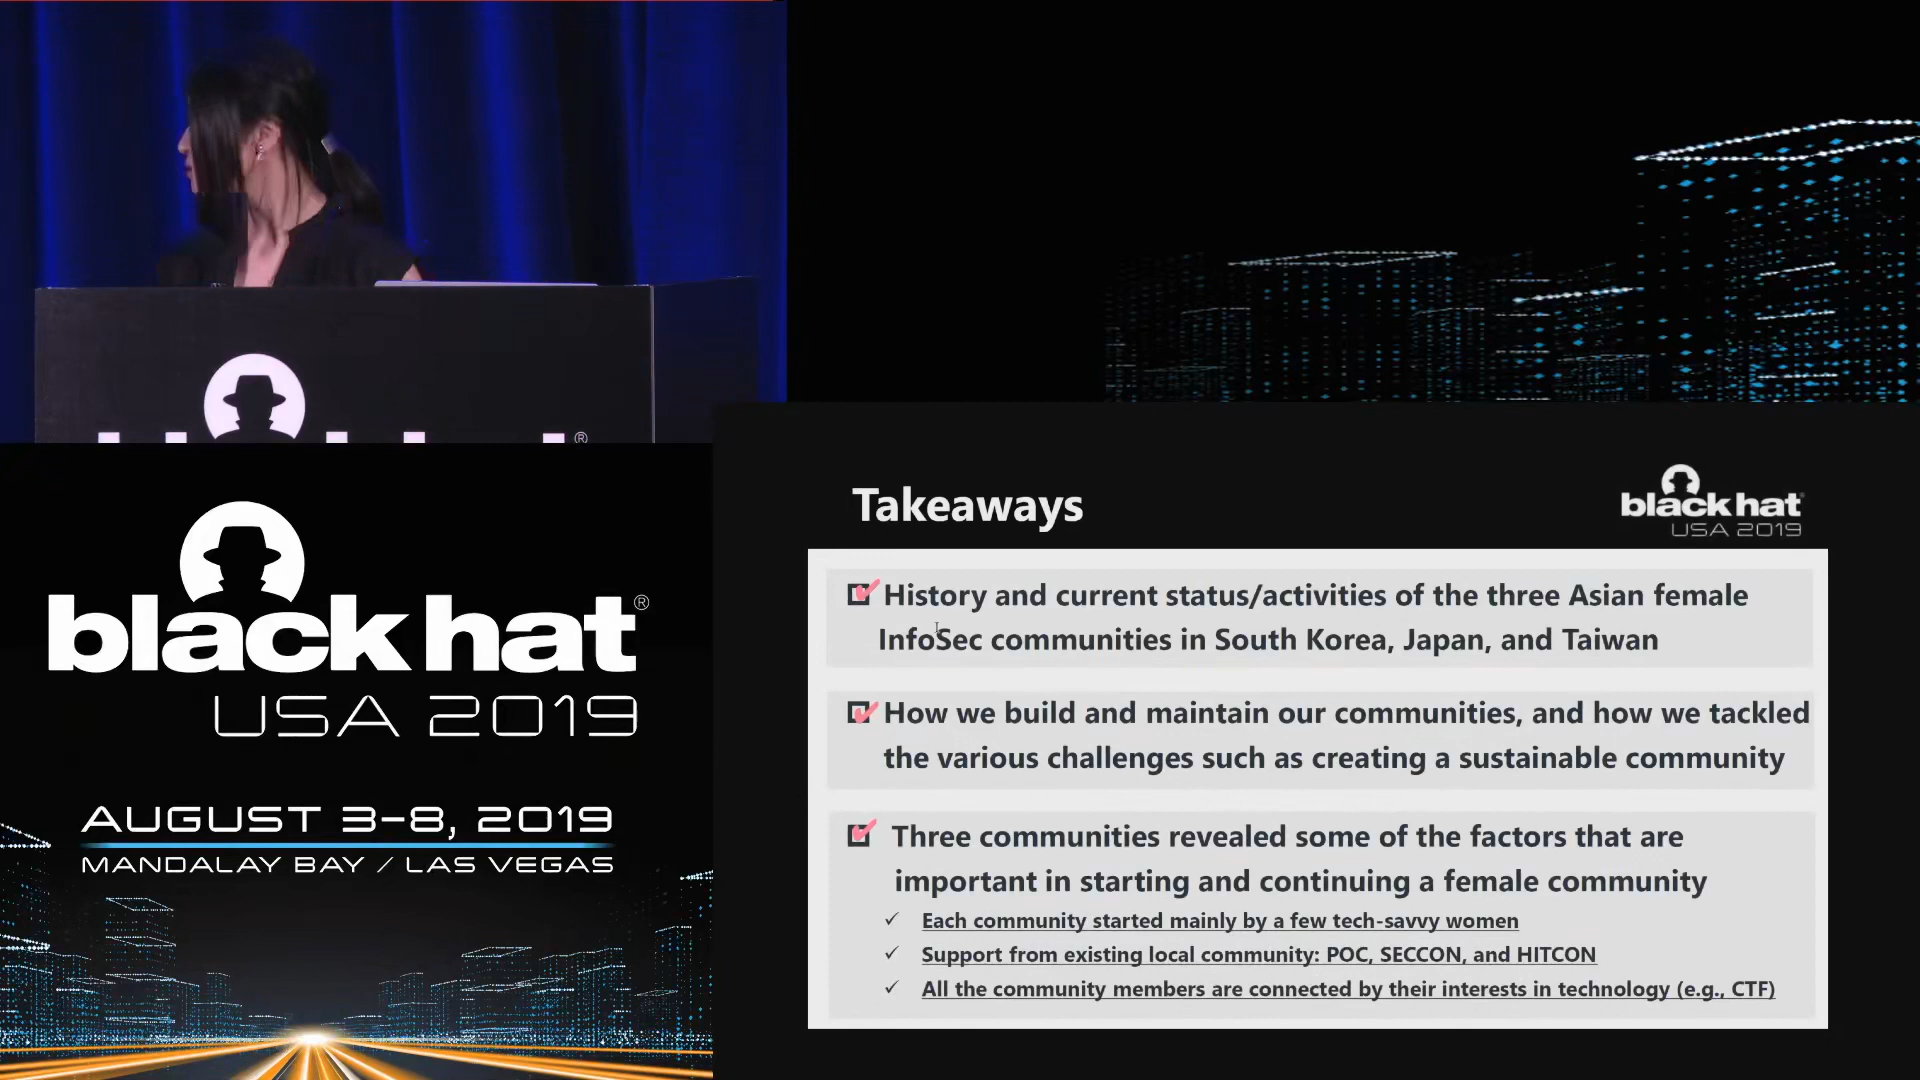 ®
black hat®
USA 2019
AUGUST 3–8, 2019
MANDALAY BAY / LAS VEGAS
Takeaways
black hat
USA 2019
History and current status/activities of the three Asian female
InfoSec communities in South Korea, Japan, and Taiwan
How we build and maintain our communities, and how we tackled
the various challenges such as creating a sustainable community
Three communities revealed some of the factors that are
important in starting and continuing a female community
✓ Each community started mainly by a few tech-savvy women
✓ Support from existing local community: POC, SECCON, and HITCON
✓ All the community members are connected by their interests in technology (e.g., CTF)